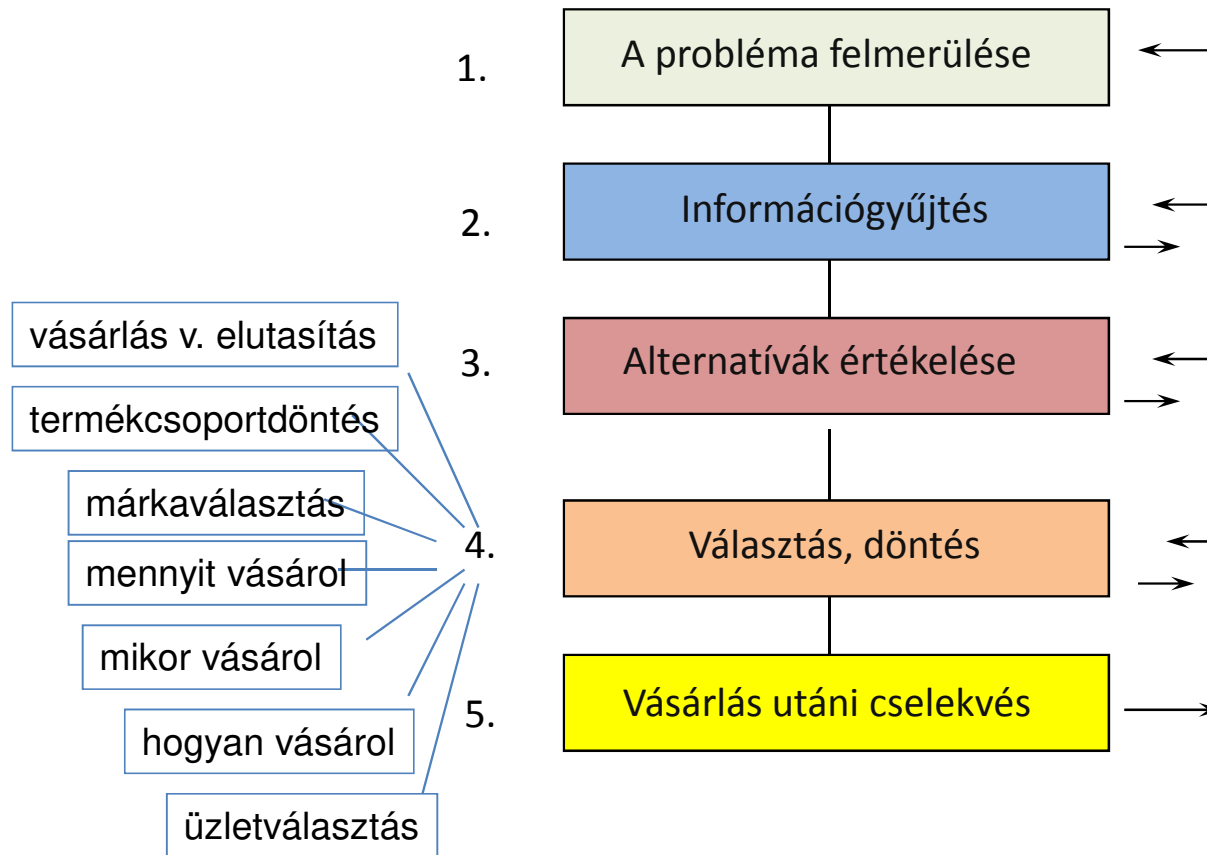 1.
A probléma felmerülése
2.
Információgyűjtés
3.
Alternatívák értékelése
4.
Választás, döntés
5.
Vásárlás utáni cselekvés
vásárlás v. elutasítás
termékcsoportdöntés
márkaválasztás
mennyit vásárol
mikor vásárol
hogyan vásárol
üzletválasztás